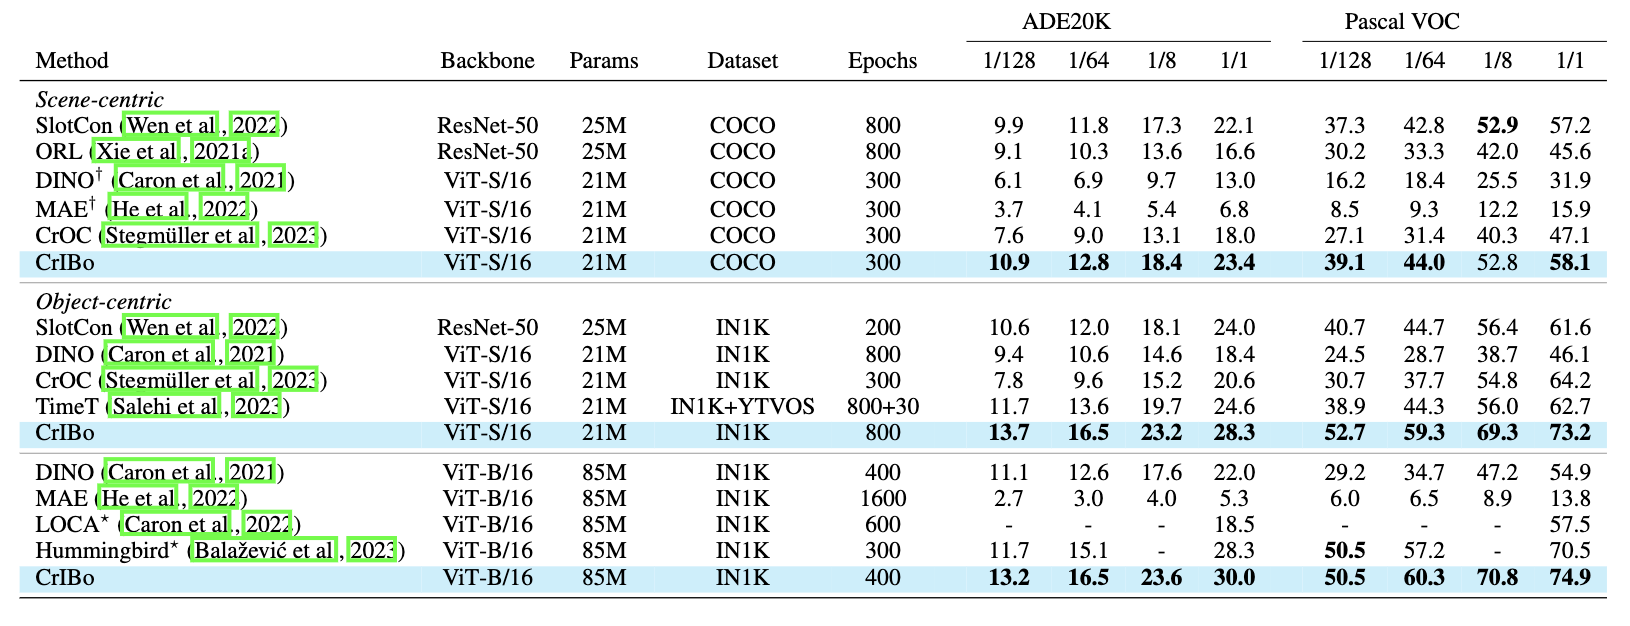 ADE20K Pascal VOC
Method Backbone Params Dataset Epochs 1/128 1/64 1/8 1/1 1/128 1/64 1/8 1/1
Scene-centric
SlotCon (Wen et al., 2022) ResNet-50 25M COCO 800 9.9 11.8 17.3 22.1 37.3 42.8 52.9 57.2
ORL (Xie et al., 2021a) ResNet-50 25M COCO 800 9.1 10.3 13.6 16.6 30.2 33.3 42.0 45.6
DINO† (Caron et al., 2021) ViT-S/16 21M COCO 300 6.1 6.9 9.7 13.0 16.2 18.4 25.5 31.9
MAE† (He et al., 2022) ViT-S/16 21M COCO 300 3.7 4.1 5.4 6.8 8.5 9.3 12.2 15.9
CrOC (Stegmüller et al., 2023) ViT-S/16 21M COCO 300 7.6 9.0 13.1 18.0 27.1 31.4 40.3 47.1
CrIBo ViT-S/16 21M COCO 300 10.9 12.8 18.4 23.4 39.1 44.0 52.8 58.1
Object-centric
SlotCon (Wen et al., 2022) ResNet-50 25M IN1K 200 10.6 12.0 18.1 24.0 40.7 44.7 56.4 61.6
DINO (Caron et al., 2021) ViT-S/16 21M IN1K 800 9.4 10.6 14.6 18.4 24.5 28.7 38.7 46.1
CrOC (Stegmüller et al., 2023) ViT-S/16 21M IN1K 300 7.8 9.6 15.2 20.6 30.7 37.7 54.8 64.2
TimeT (Salehi et al., 2023) ViT-S/16 21M IN1K+YTVOS 800+30 11.7 13.6 19.7 24.6 38.9 44.3 56.0 62.7
CrIBo ViT-S/16 21M IN1K 800 13.7 16.5 23.2 28.3 52.7 59.3 69.3 73.2
DINO (Caron et al., 2021) ViT-B/16 85M IN1K 400 11.1 12.6 17.6 22.0 29.2 34.7 47.2 54.9
MAE (He et al., 2022) ViT-B/16 85M IN1K 1600 2.7 3.0 4.0 5.3 6.0 6.5 8.9 13.8
LOCA⋆ (Caron et al., 2022) ViT-B/16 85M IN1K 600 - - - 18.5 - - - 57.5
Hummingbird⋆ (Balažević et al., 2023) ViT-B/16 85M IN1K 300 11.7 15.1 - 28.3 50.5 57.2 - 70.5
CrIBo ViT-B/16 85M IN1K 400 13.2 16.5 23.6 30.0 50.5 60.3 70.8 74.9